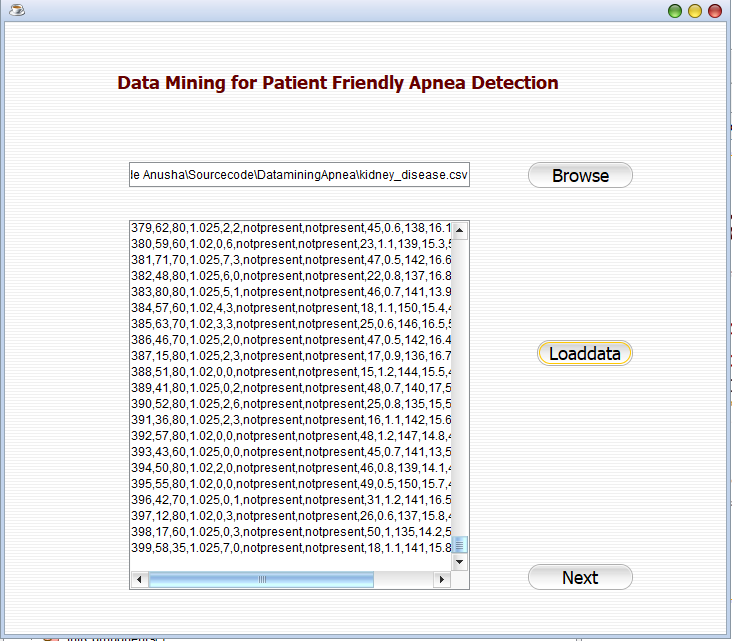 Data Mining for Patient Friendly Apnea Detection
le Anusha\Sourcecode\DataminingApnea\kidney_disease.csv
Browse
379,62,80,1.025,2,2,notpresent,notpresent,45,0.6,138,16.1
380,59,60,1.02,0,6,notpresent,notpresent,23,1.1,139,15.3,5
381,71,70,1.025,7,3,notpresent,notpresent,47,0.5,142,16.6
382,48,80,1.025,6,0,notpresent,notpresent,22,0.8,137,16.8
383,80,80,1.025,5,1,notpresent,notpresent,46,0.7,141,13.9
384,57,60,1.02,4,3,notpresent,notpresent,18,1.1,150,15.4,4
385,63,70,1.02,3,3,notpresent,notpresent,25,0.6,146,16.5,5
386,46,70,1.025,2,0,notpresent,notpresent,47,0.5,142,16.4
387,15,80,1.025,2,3,notpresent,notpresent,17,0.9,136,16.7
388,51,80,1.02,0,0,notpresent,notpresent,15,1.2,144,15.5,4
389,41,80,1.025,0,2,notpresent,notpresent,48,0.7,140,17,5
390,52,80,1.025,2,6,notpresent,notpresent,25,0.8,135,15,5
391,36,80,1.025,2,3,notpresent,notpresent,16,1.1,142,15.6
392,57,80,1.02,0,0,notpresent,notpresent,48,1.2,147,14.8,4
393,43,60,1.025,0,0,notpresent,notpresent,45,0.7,141,13,5
394,50,80,1.02,2,0,notpresent,notpresent,46,0.8,139,14.1,4
395,55,80,1.02,0,0,notpresent,notpresent,49,0.5,150,15.7,4
396,42,70,1.025,0,1,notpresent,notpresent,31,1.2,141,16.5
397,12,80,1.02,0,3,notpresent,notpresent,26,0.6,137,15.8,4
398,17,60,1.025,0,3,notpresent,notpresent,50,1,135,14.2,5
399,58,35,1.025,7,0,notpresent,notpresent,18,1.1,141,15.8
Loaddata
Next